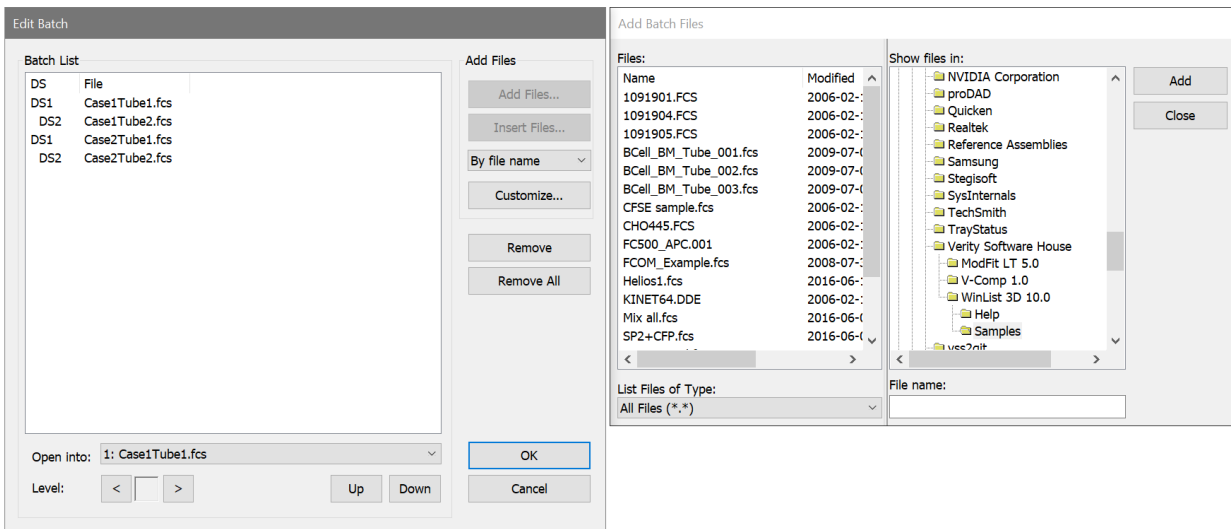 Edit Batch
Batch List
DS File
DS1 Case1Tube1.fcs
DS2 Case1Tube2.fcs
DS1 Case2Tube1.fcs
DS2 Case2Tube2.fcs
Open into: 1: Case1Tube1.fcs
Level: < > Up Down
Add Files
Add Files...
Insert Files...
By file name
Customize...
Remove
Remove All
OK
Cancel
Add Batch Files
Files:
Name Modified
1091901.FCS 2006-02-
1091904.FCS 2006-02-
1091905.FCS 2006-02-
BCell_BM_Tube_001.fcs 2009-07-
BCell_BM_Tube_002.fcs 2009-07-
BCell_BM_Tube_003.fcs 2009-07-
CFSE sample.fcs 2006-02-
CHO445.FCS 2006-02-
FC500_APC.001 2006-02-
FCOM_Example.fcs 2008-07-
Helios1.fcs 2016-06-
KINET64.DDE 2006-02-
Mix all.fcs 2016-06-
SP2+CFP.fcs 2016-06-
List Files of Type:
All Files (*.*)
Show files in:
NVIDIA Corporation
proDAD
Quicken
Realtek
Reference Assemblies
Samsung
Stegisoft
SysInternals
TechSmith
TrayStatus
Verity Software House
ModFit LT 5.0
V-Comp 1.0
WinList 3D 10.0
Help
Samples
vss2git
File name:
Add
Close